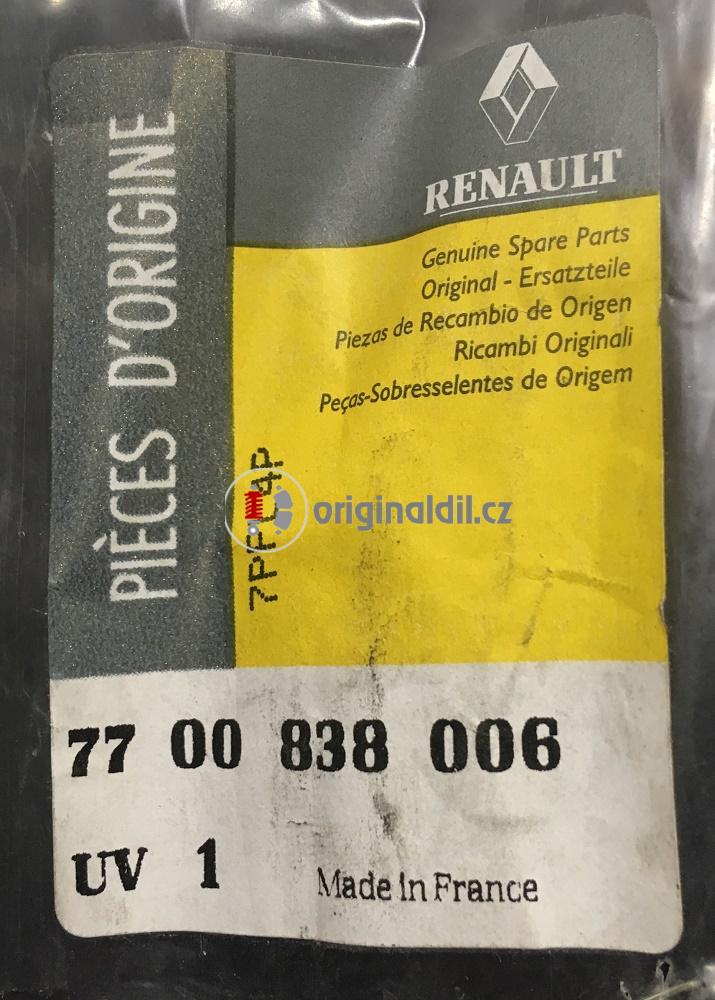 PIÈCES D'ORIGINE
RENAULT
Genuine Spare Parts
Original - Ersatzteile
Piezas de Recambio de Origen
Ricambi Originali
Peças-Sobresselentes de Origem
originaldil.cz
77 00 838 006
UV 1 Made in France